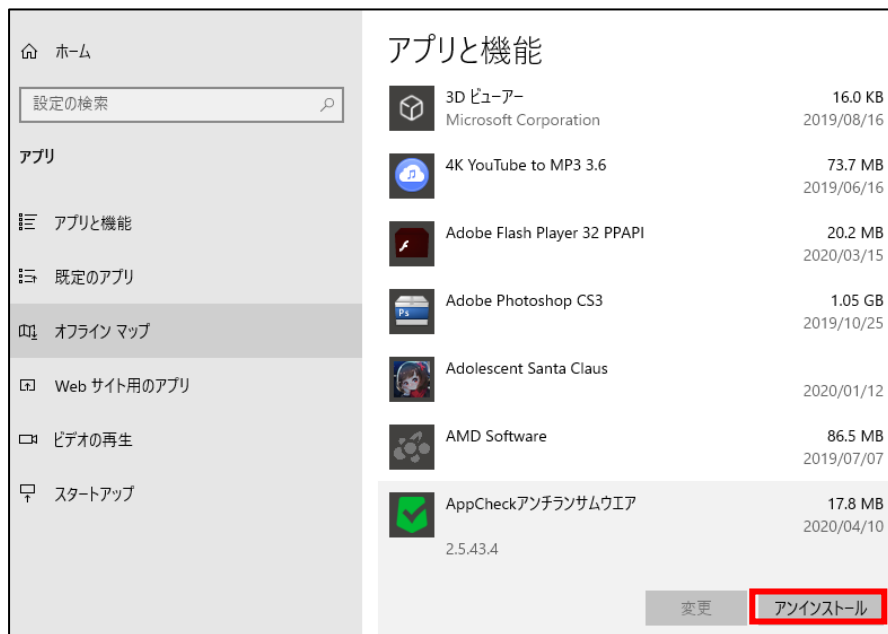 ホーム
設定の検索
アプリ
アプリと機能
既定のアプリ
オフライン マップ
Web サイト用のアプリ
ビデオの再生
スタートアップ
アプリと機能
3D ビューアー 16.0 KB
Microsoft Corporation 2019/08/16
4K YouTube to MP3 3.6 73.7 MB
2019/06/16
Adobe Flash Player 32 PPAPI 20.2 MB
2020/03/15
Adobe Photoshop CS3 1.05 GB
Ps 2019/10/25
Adolescent Santa Claus
2020/01/12
AMD Software 86.5 MB
2019/07/07
AppCheckアンチランサムウエア 17.8 MB
2020/04/10
2.5.43.4
変更 アンインストール